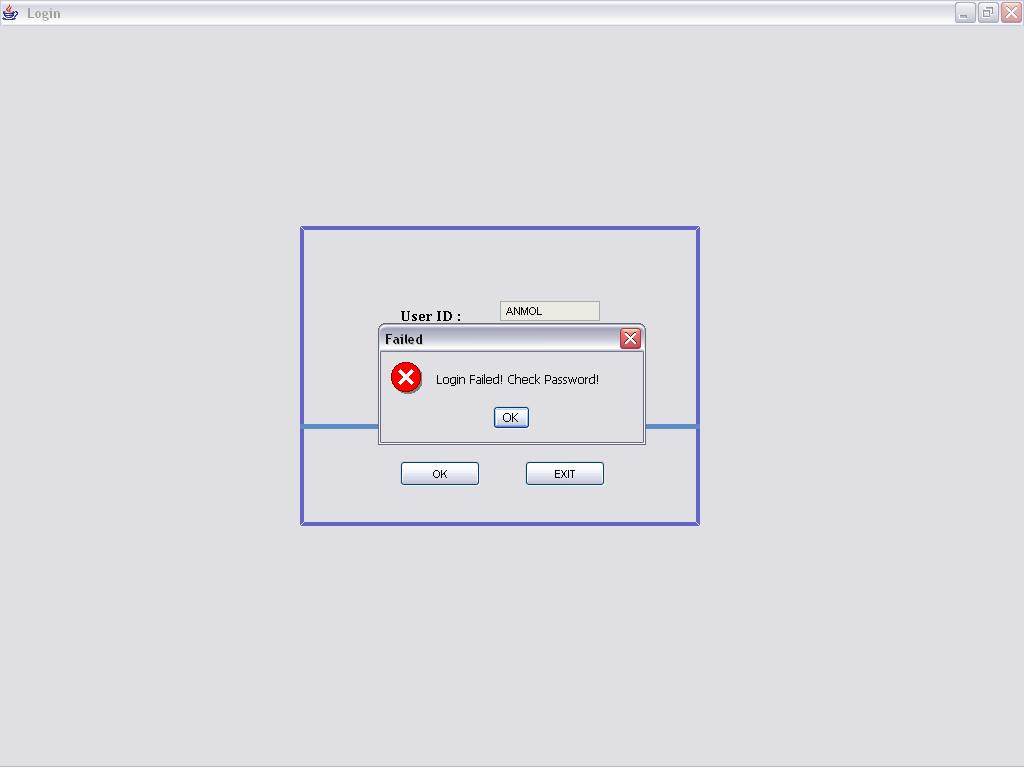 Login
User ID :
ANMOL
Failed
Login Failed! Check Password!
OK
OK
EXIT